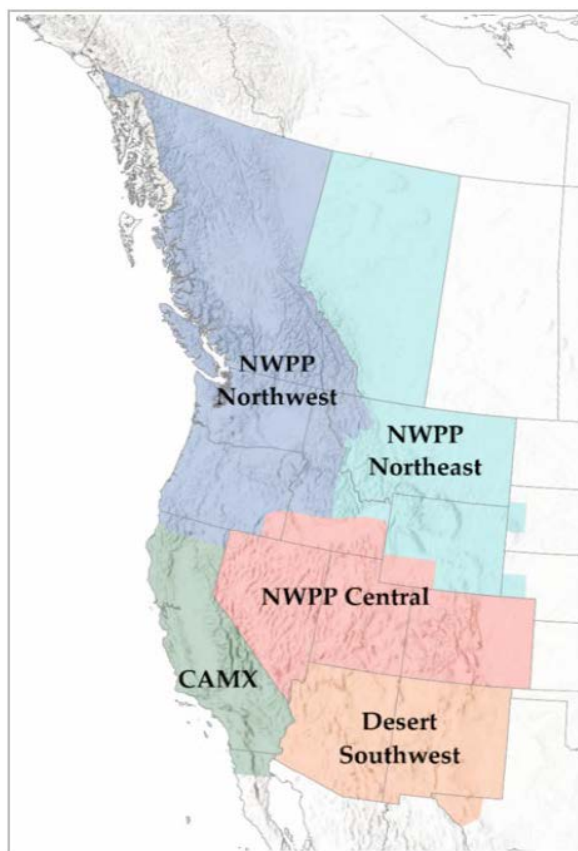 NWPP
Northwest
NWPP
Northeast
NWPP Central
CAMX
Desert
Southwest